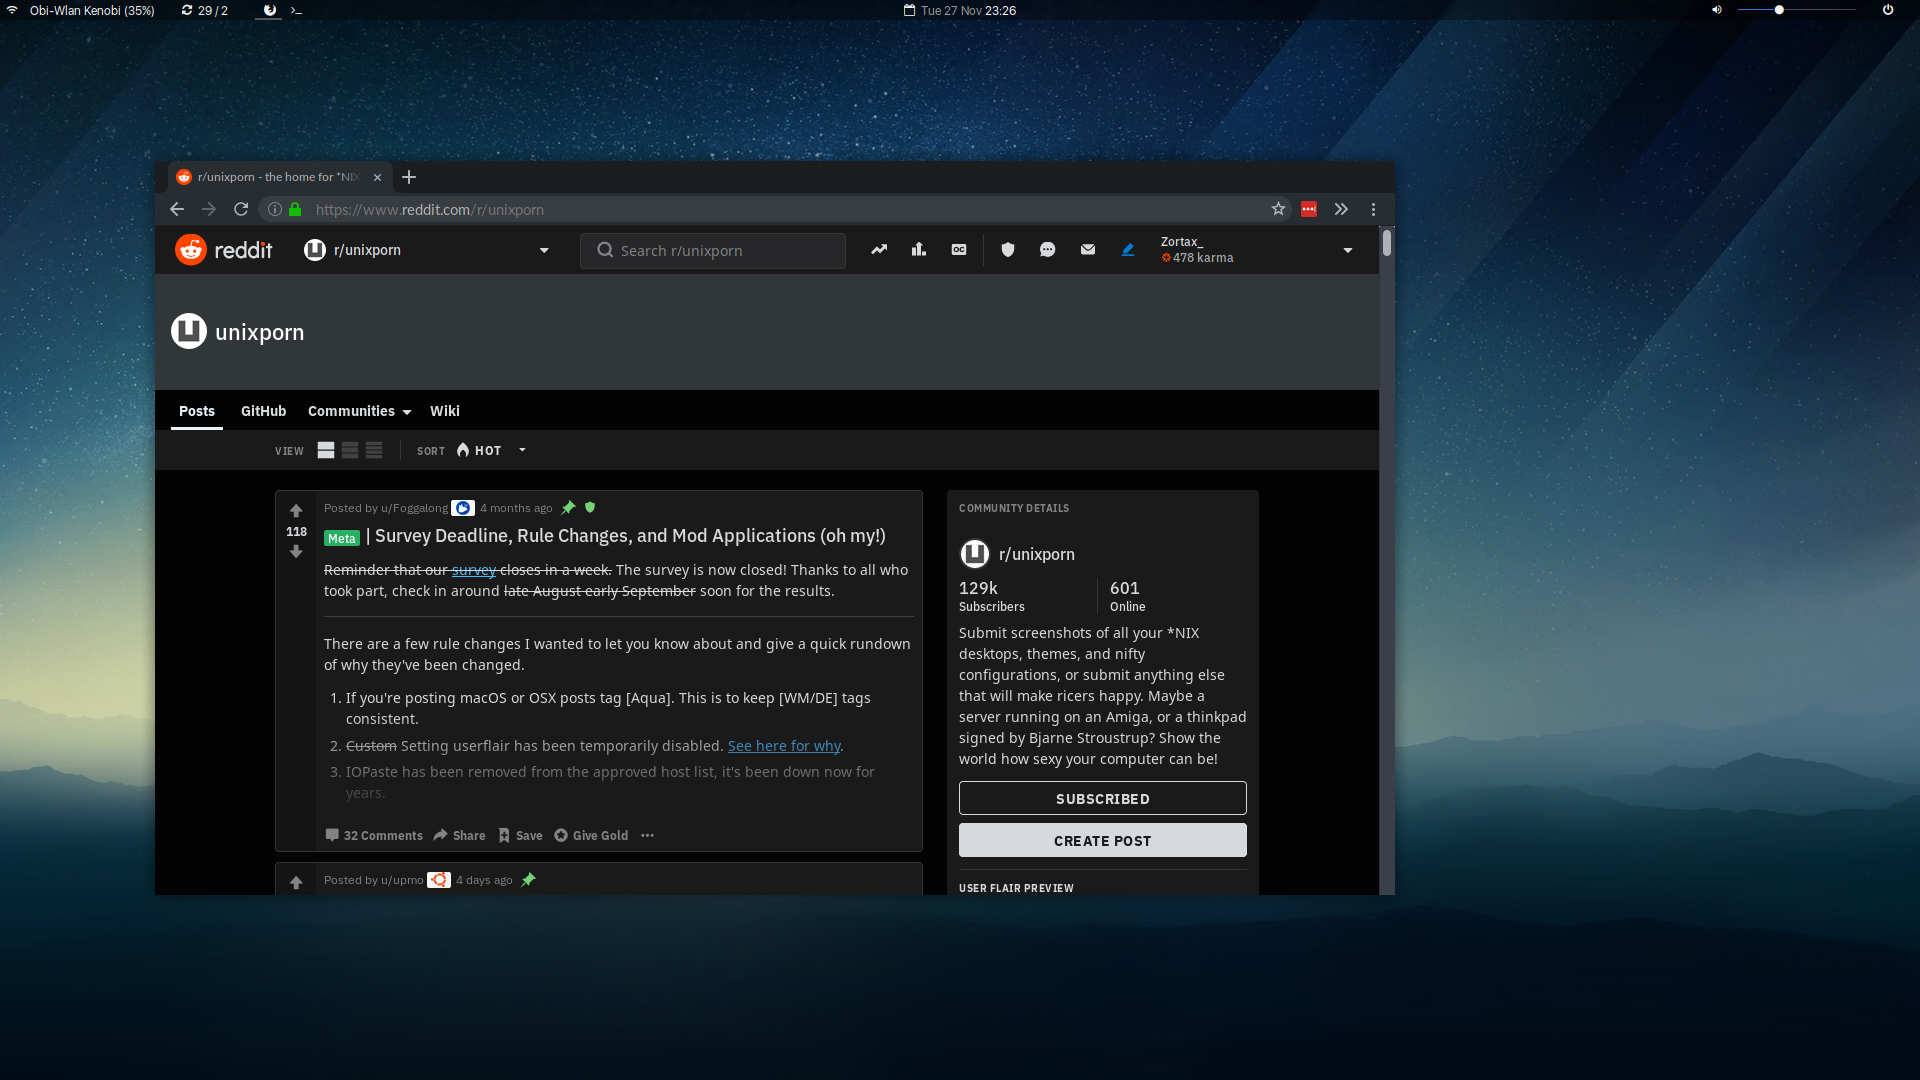 Obi-Wlan Kenobi (35%) 29 / 2 >_ Tue 27 Nov 23:26
r/unixporn - the home for *NIX
https://www.reddit.com/r/unixporn
reddit r/unixporn Search r/unixporn OC Zortax_
478 karma
unixporn
Posts GitHub Communities Wiki
VIEW SORT HOT
Posted by u/Foggalong 4 months ago
118
Meta | Survey Deadline, Rule Changes, and Mod Applications (oh my!)
Reminder that our survey closes in a week. The survey is now closed! Thanks to all who
took part, check in around late August early September soon for the results.
There are a few rule changes I wanted to let you know about and give a quick rundown
of why they've been changed.
1. If you're posting macOS or OSX posts tag [Aqua]. This is to keep [WM/DE] tags
consistent.
2. Custom Setting userflair has been temporarily disabled. See here for why.
3. IOPaste has been removed from the approved host list, it's been down now for
years.
32 Comments Share Save Give Gold
Posted by u/upmo 4 days ago
COMMUNITY DETAILS
r/unixporn
129k 601
Subscribers Online
Submit screenshots of all your *NIX
desktops, themes, and nifty
configurations, or submit anything else
that will make ricers happy. Maybe a
server running on an Amiga, or a thinkpad
signed by Bjarne Stroustrup? Show the
world how sexy your computer can be!
SUBSCRIBED
CREATE POST
USER FLAIR PREVIEW